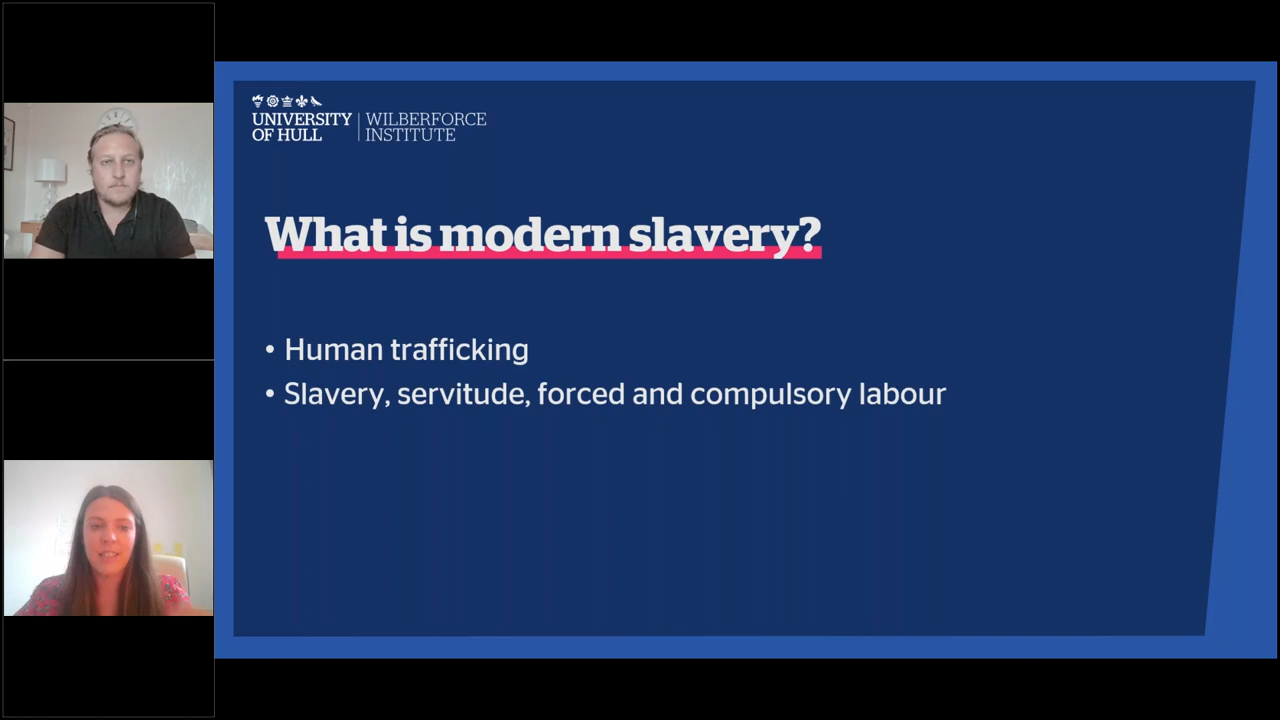 UNIVERSITY
OF HULL
WILBERFORCE
INSTITUTE
What is modern slavery?
• Human trafficking
• Slavery, servitude, forced and compulsory labour